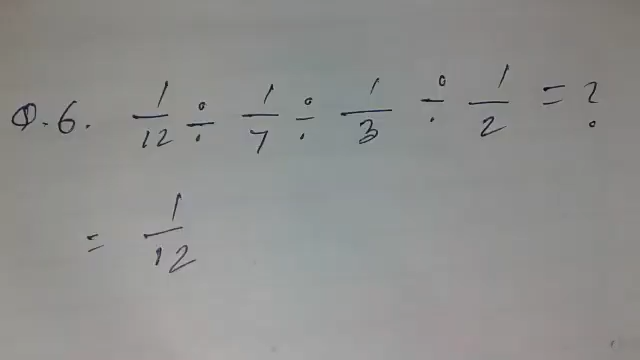 Q.6. 1/12 ÷ 1/7 ÷ 1/3 ÷ 1/2 = ?
= 1/12